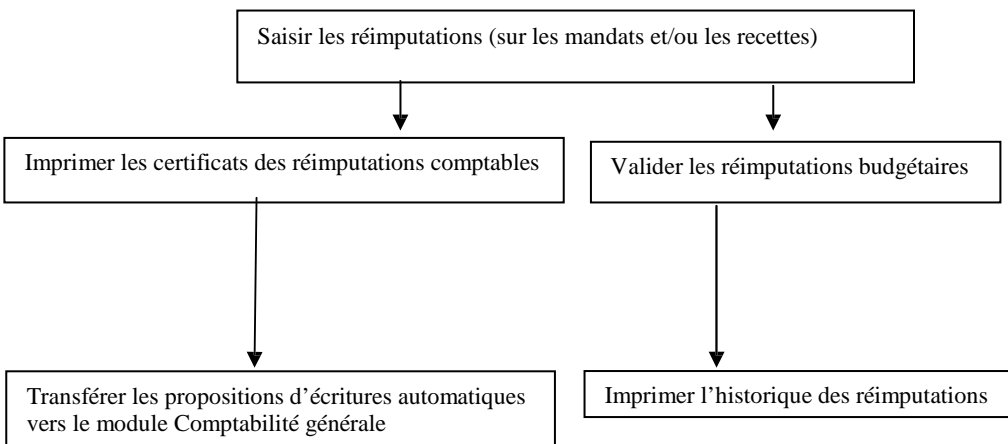 Saisir les réimputations (sur les mandats et/ou les recettes)
Imprimer les certificats des réimputations comptables
Valider les réimputations budgétaires
Transférer les propositions d’écritures automatiques
vers le module Comptabilité générale
Imprimer l’historique des réimputations